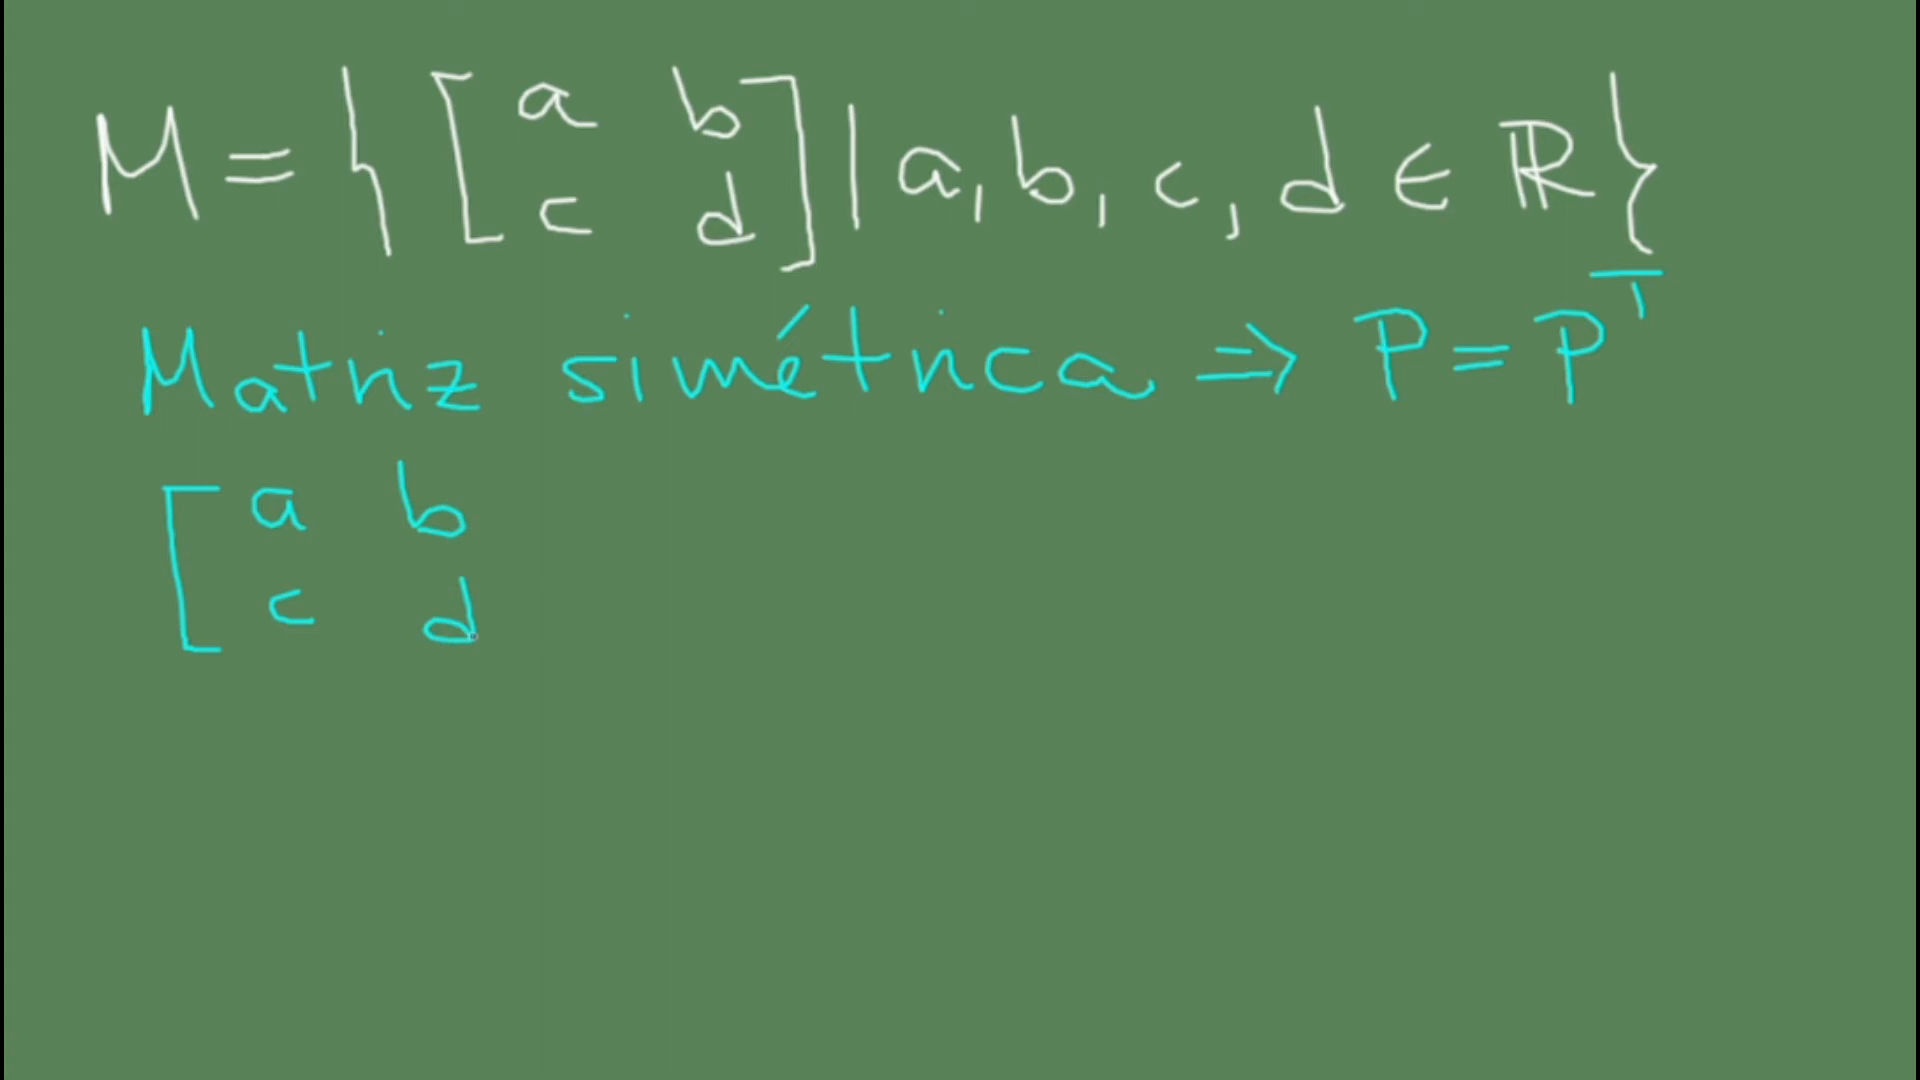 M = { [ a b c d ] | a, b, c, d ∈ ℝ }
Matriz simétrica ⇒ P = P^T
[ a b
c d